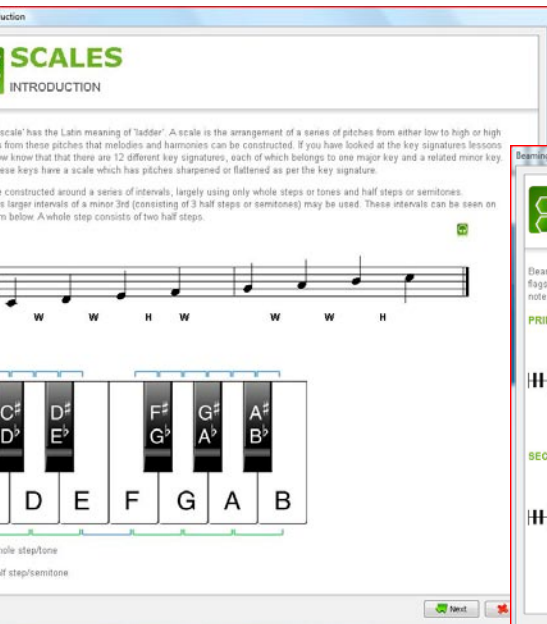 uction
SCALES
INTRODUCTION
scale' has the Latin meaning of 'ladder'. A scale is the arrangement of a series of pitches from either low to high or high
s from these pitches that melodies and harmonies can be constructed. If you have looked at the key signatures lessons
w know that that there are 12 different key signatures, each of which belongs to one major key and a related minor key.
ese keys have a scale which has pitches sharpened or flattened as per the key signature.
e constructed around a series of intervals, largely using only whole steps or tones and half steps or semitones.
s larger intervals of a minor 3rd (consisting of 3 half steps or semitones) may be used. These intervals can be seen on
m below. A whole step consists of two half steps.
W W H W W W H
C# D# F# G# A#
D♭ E♭ G♭ A♭ B♭
D E F G A B
hole step/tone
lf step/semitone
Next
Beaming
Bear
flags
note
PRI
SEC